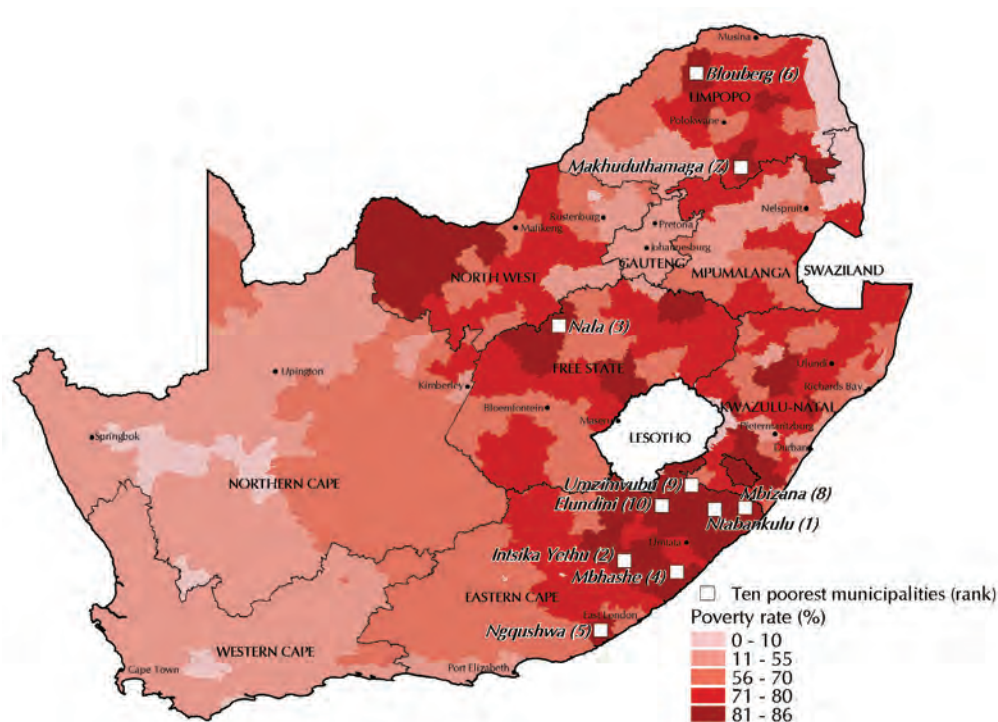 Musina
Blouberg (6)
LIMPOPO
Polokwane
Makhuduthamaga (7)
Nelspruit
Rustenburg
Pretoria
Mafikeng
Johannesburg
GAUTENG
MPUMALANGA
SWAZILAND
NORTH WEST
Nala (3)
Ulundi
Upington
Kimberley
FREE STATE
Richards Bay
Bloemfontein
KWAZULU-NATAL
Maseru
Pietermaritzburg
Springbok
LESOTHO
Durban
NORTHERN CAPE
Umzimvubu (9)
Mbizana (8)
Elundini (10)
Ntabankulu (1)
Umtata
Intsika Yethu (2)
Mbhashe (4)
EASTERN CAPE
Ten poorest municipalities (rank)
East London
Poverty rate (%)
Ngqushwa (5)
0 - 10
WESTERN CAPE
11 - 55
Cape Town
Port Elizabeth
56 - 70
71 - 80
81 - 86